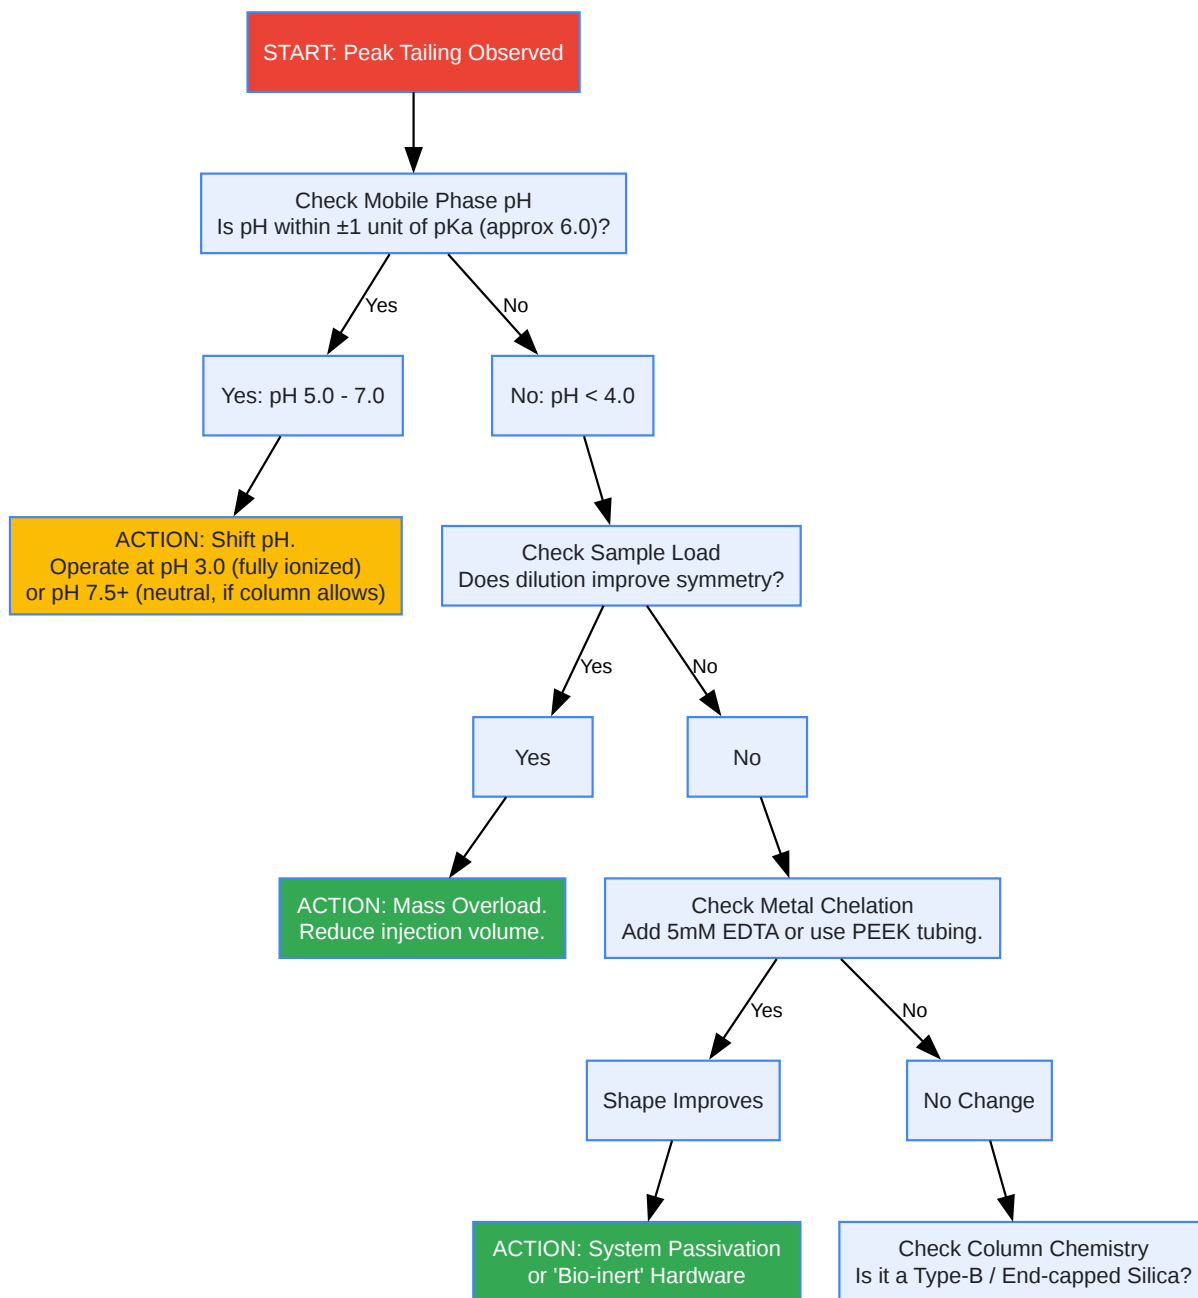 START: Peak Tailing Observed
Check Mobile Phase pH
Is pH within ±1 unit of pKa (approx 6.0)?
Yes
No
Yes: pH 5.0 - 7.0
No: pH < 4.0
ACTION: Shift pH.
Operate at pH 3.0 (fully ionized)
or pH 7.5+ (neutral, if column allows)
Check Sample Load
Does dilution improve symmetry?
Yes
No
Yes
No
ACTION: Mass Overload.
Reduce injection volume.
Check Metal Chelation
Add 5mM EDTA or use PEEK tubing.
Yes
No
Shape Improves
No Change
ACTION: System Passivation
or 'Bio-inert' Hardware
Check Column Chemistry
Is it a Type-B / End-capped Silica?